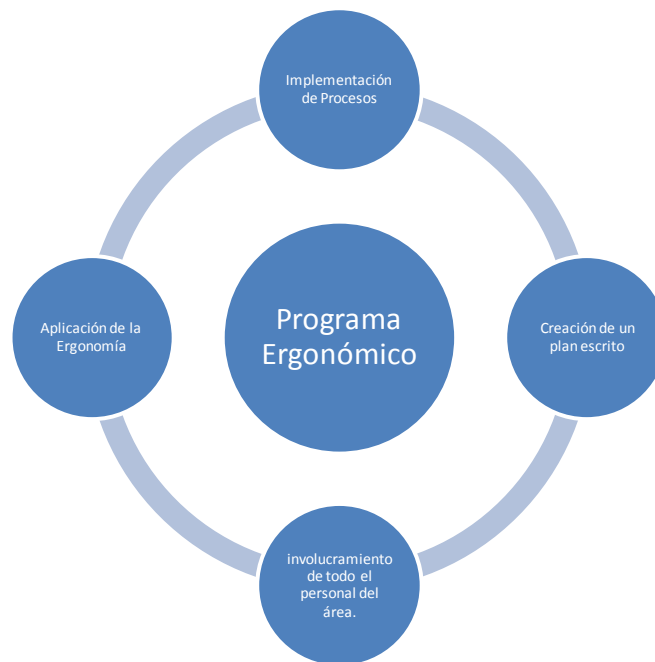 Implementación
de Procesos
Aplicación de la
Ergonomía
Programa
Ergonómico
Creación de un
plan escrito
involucramiento
de todo el
personal del
área.